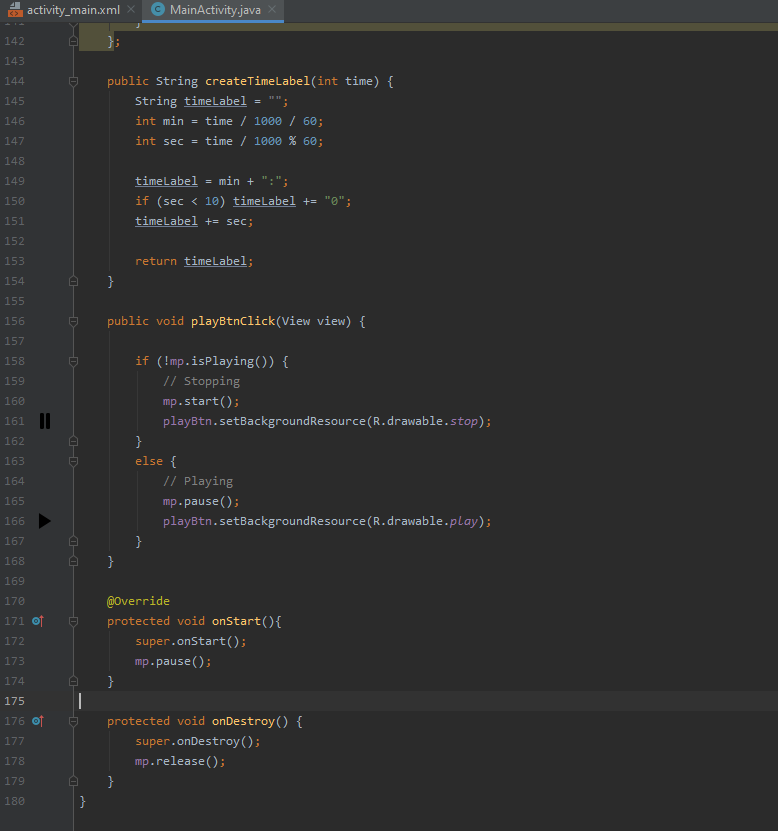 activity_main.xml × MainActivity.java ×
141 }
142 };
143
144 public String createTimeLabel(int time) {
145 String timeLabel = "";
146 int min = time / 1000 / 60;
147 int sec = time / 1000 % 60;
148
149 timeLabel = min + ":";
150 if (sec < 10) timeLabel += "0";
151 timeLabel += sec;
152
153 return timeLabel;
154 }
155
156 public void playBtnClick(View view) {
157
158 if (!mp.isPlaying()) {
159 // Stopping
160 mp.start();
161 playBtn.setBackgroundResource(R.drawable.stop);
162 }
163 else {
164 // Playing
165 mp.pause();
166 playBtn.setBackgroundResource(R.drawable.play);
167 }
168 }
169
170 @Override
171 protected void onStart(){
172 super.onStart();
173 mp.pause();
174 }
175
176 protected void onDestroy() {
177 super.onDestroy();
178 mp.release();
179 }
180 }